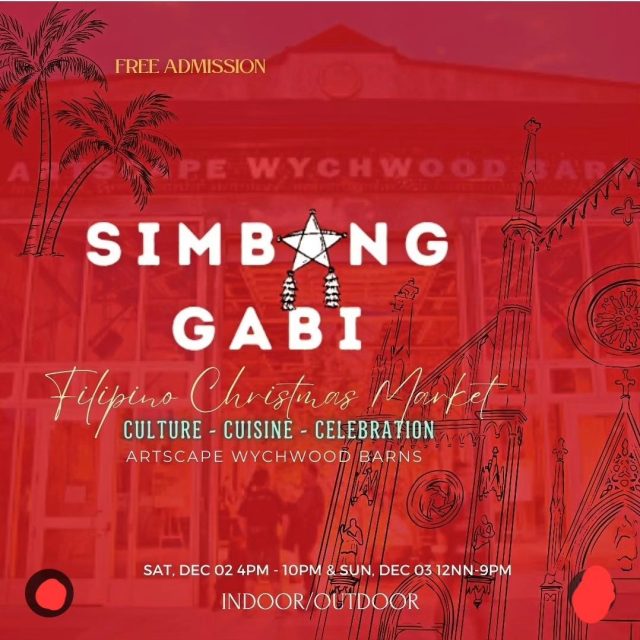 FREE ADMISSION
ARTSCAPE WYCHWOOD BAR
SIMBANG
GABI
Filipino Christmas Market
CULTURE - CUISINE - CELEBRATION
ARTSCAPE WYCHWOOD BARNS
SAT, DEC 02 4PM - 10PM & SUN, DEC 03 12NN-9PM
INDOOR/OUTDOOR